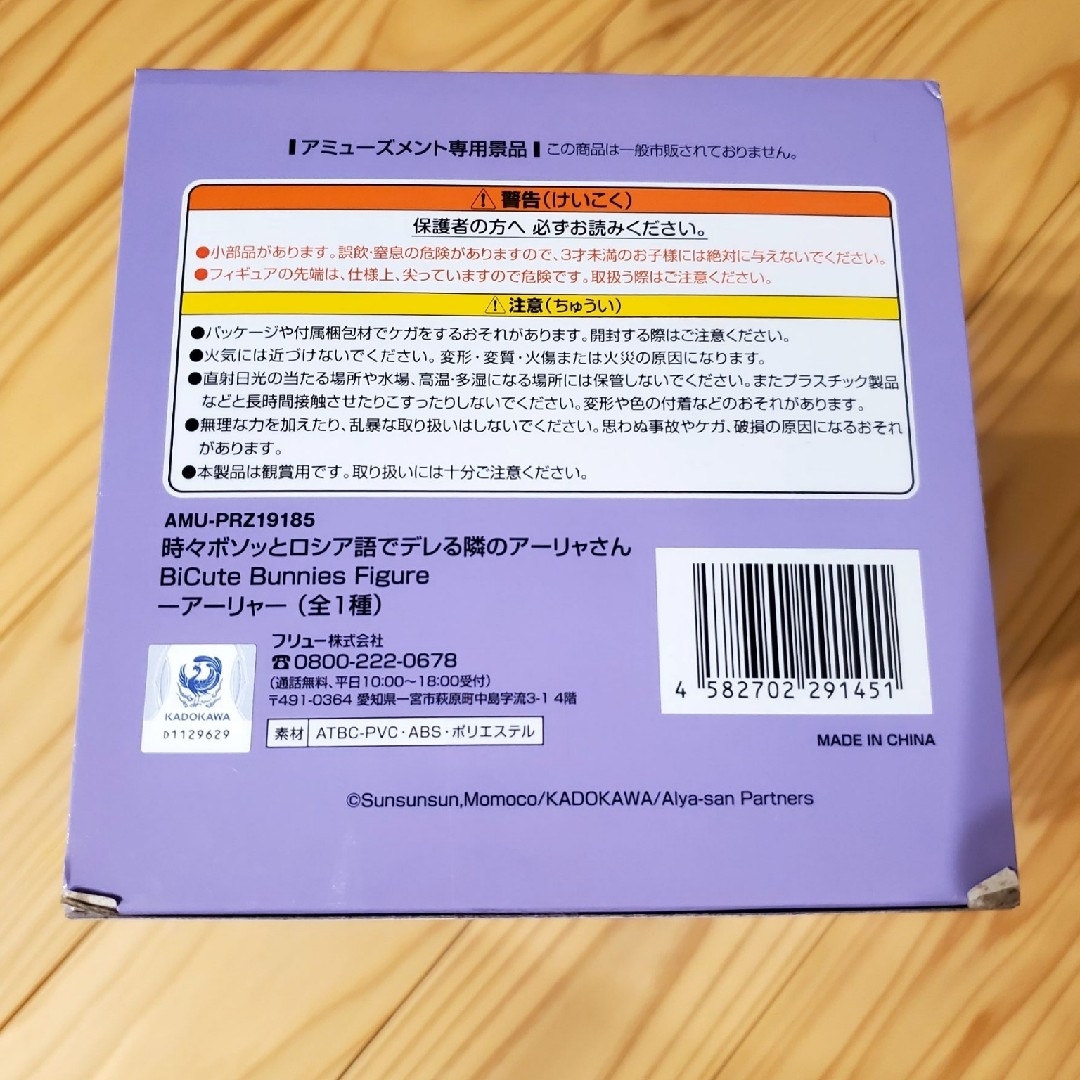 アミューズメント専用景品 この商品は一般市販されておりません。
⚠警告(けいこく)
保護者の方へ 必ずお読みください。
●小部品があります。誤飲・窒息の危険がありますので、3才未満のお子様には絶対に与えないでください。
●フィギュアの先端は、仕様上、尖っていますので危険です。取扱う際はご注意ください。
⚠注意(ちゅうい)
●パッケージや付属梱包材でケガをするおそれがあります。開封する際はご注意ください。
●火気には近づけないでください。変形・変質・火傷または火災の原因になります。
●直射日光の当たる場所や水場、高温・多湿になる場所には保管しないでください。またプラスチック製品
などと長時間接触させたりこすったりしないでください。変形や色の付着などのおそれがあります。
●無理な力を加えたり、乱暴な取り扱いはしないでください。思わぬ事故やケガ、破損の原因になるおそれ
があります。
●本製品は観賞用です。取り扱いには十分ご注意ください。
AMU-PRZ19185
時々ボソッとロシア語でデレる隣のアーリャさん
BiCute Bunnies Figure
ーアーリャー(全1種)
フリュー株式会社
☎0800-222-0678
(通話無料、平日10:00〜18:00受付)
〒491-0364 愛知県一宮市萩原町中島字流3-1 4階
素材 ATBC-PVC・ABS・ポリエステル
KADOKAWA
01129629
4 582702 291451
MADE IN CHINA
©Sunsunsun,Momoco/KADOKAWA/Alya-san Partners